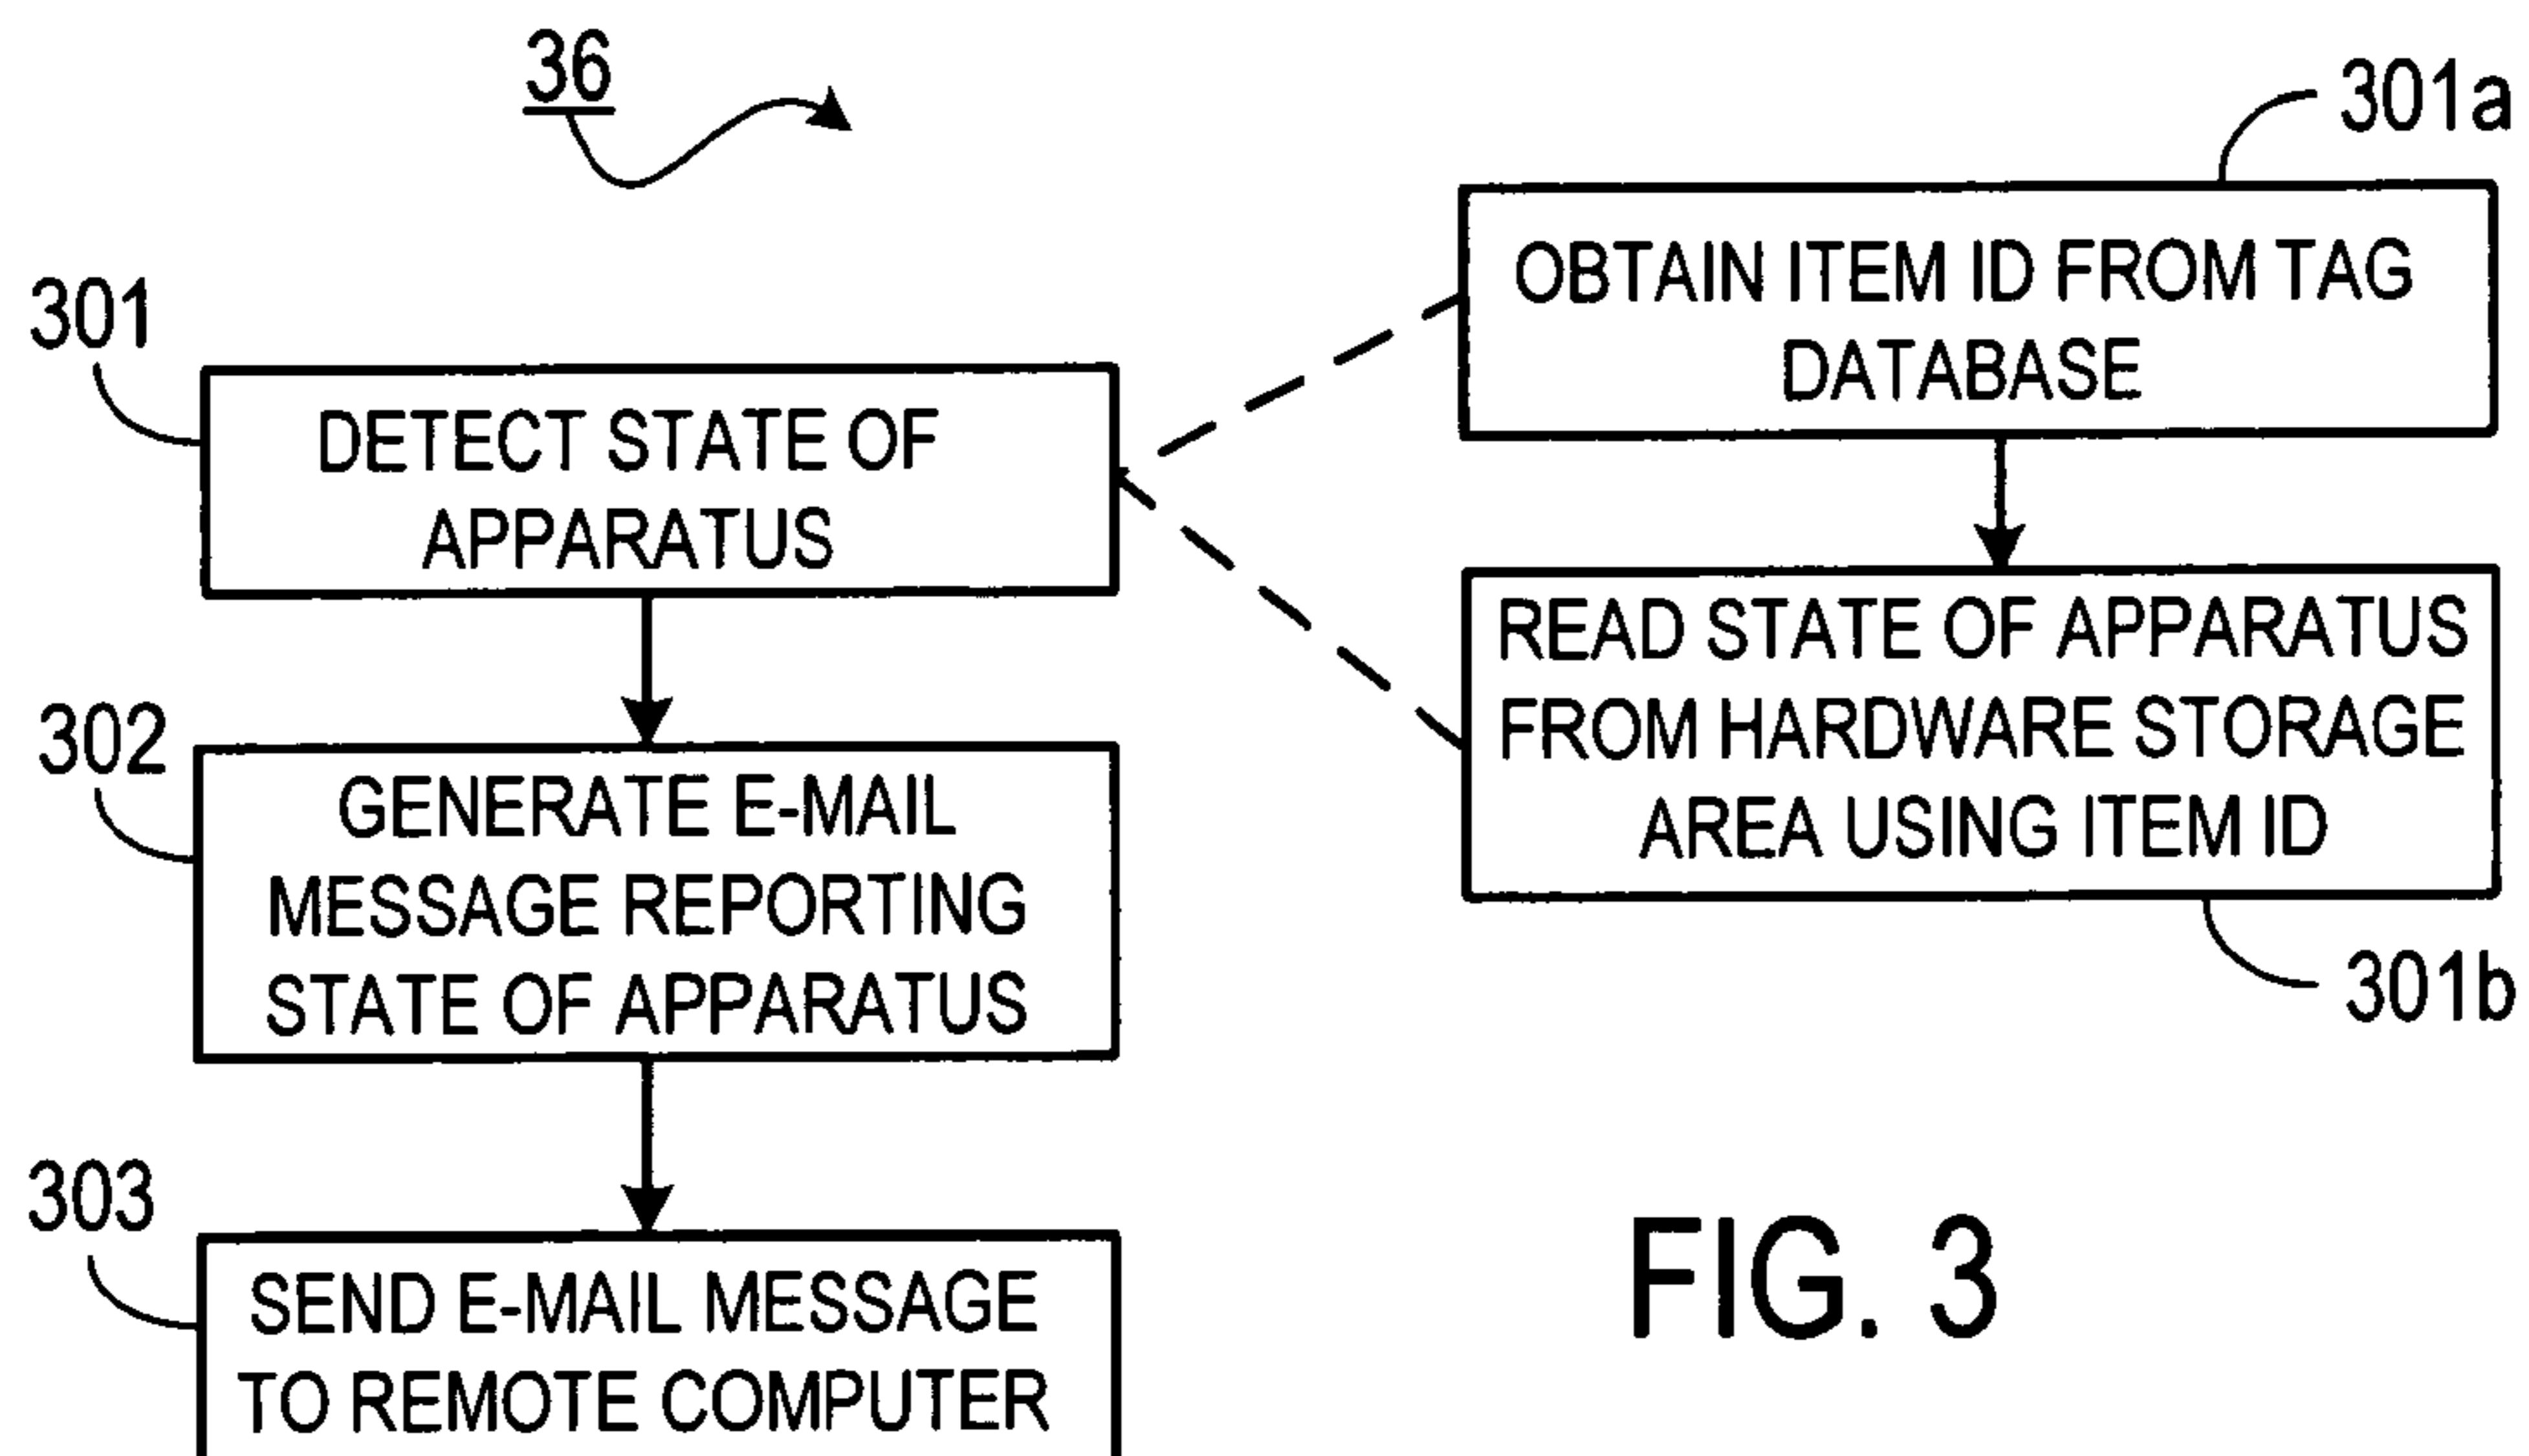 36
301
DETECT STATE OF
APPARATUS
302
GENERATE E-MAIL
MESSAGE REPORTING
STATE OF APPARATUS
303
SEND E-MAIL MESSAGE
TO REMOTE COMPUTER
301a
OBTAIN ITEM ID FROM TAG
DATABASE
READ STATE OF APPARATUS
FROM HARDWARE STORAGE
AREA USING ITEM ID
301b
FIG. 3